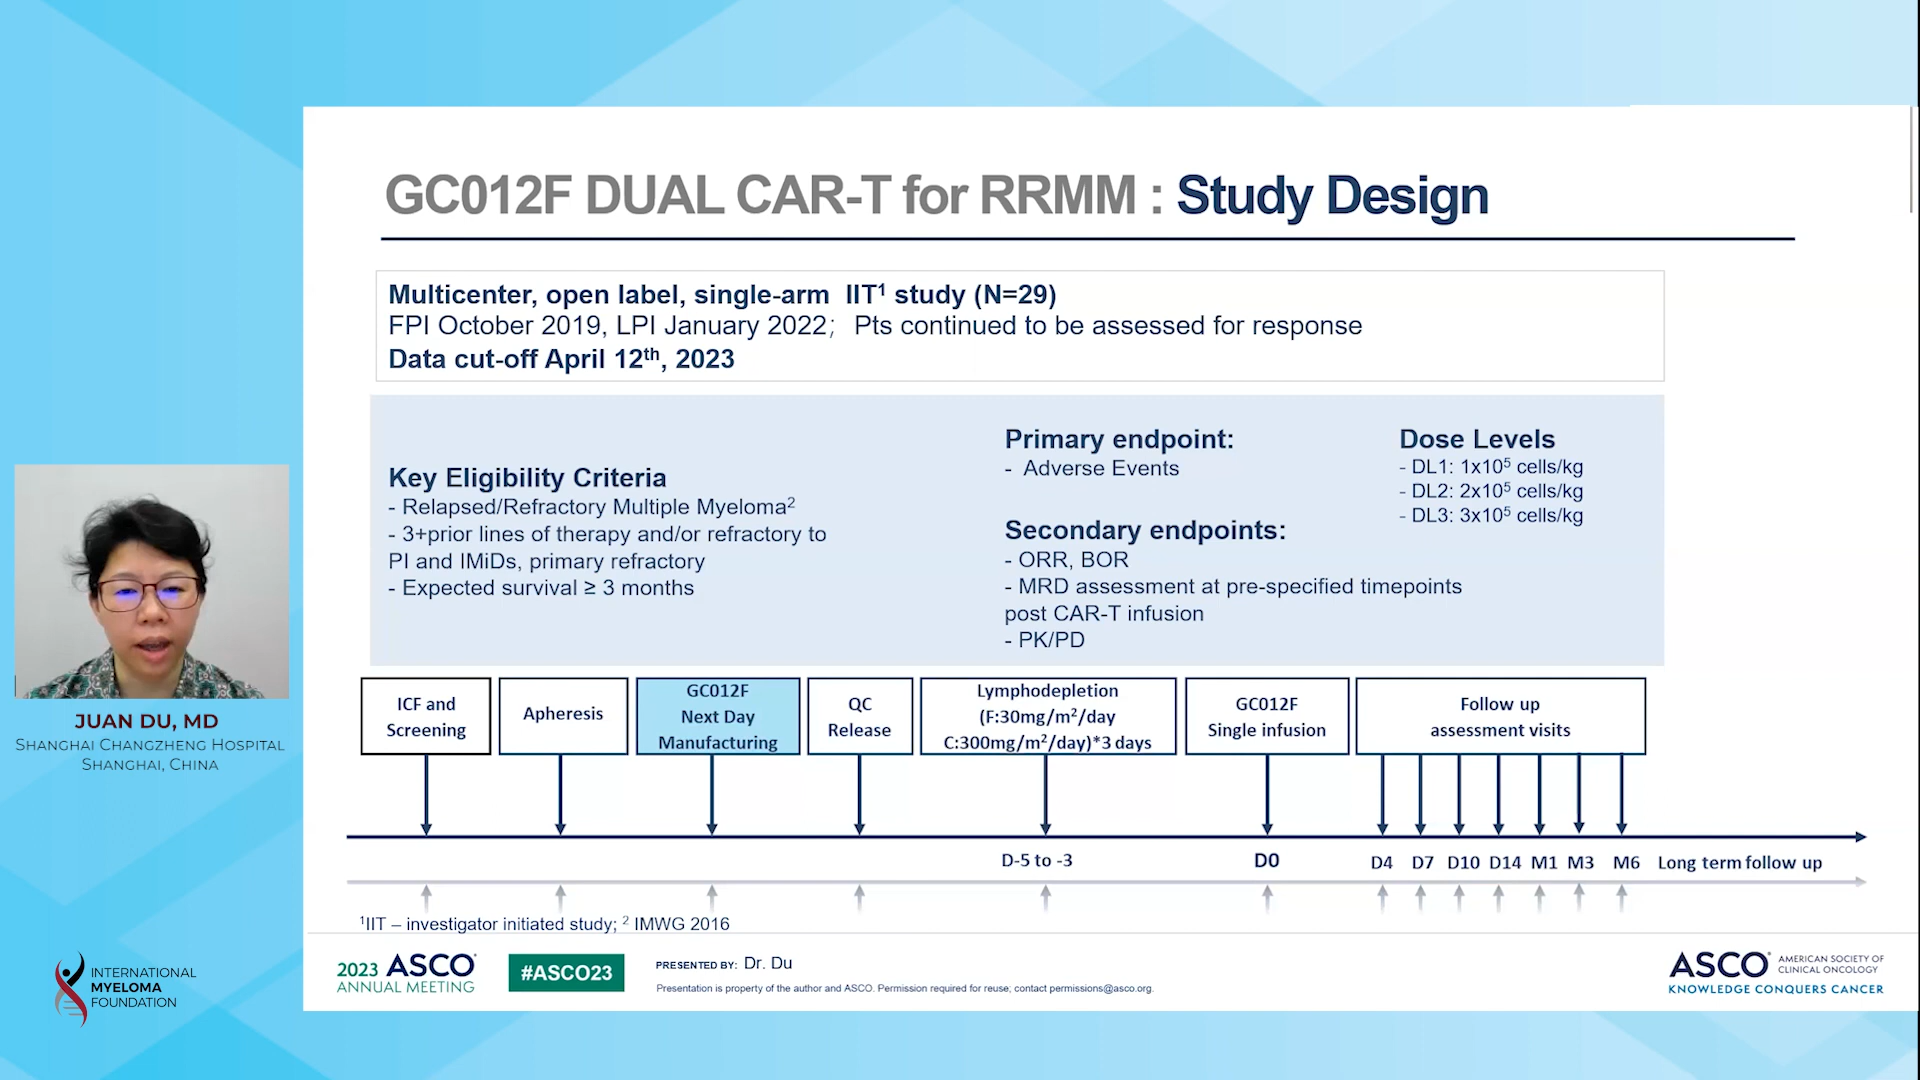 GC012F DUAL CAR-T for RRMM : Study Design
Multicenter, open label, single-arm IIT¹ study (N=29)
FPI October 2019, LPI January 2022; Pts continued to be assessed for response
Data cut-off April 12th, 2023
Key Eligibility Criteria
- Relapsed/Refractory Multiple Myeloma²
- 3+prior lines of therapy and/or refractory to
PI and IMiDs, primary refractory
- Expected survival ≥ 3 months
Primary endpoint:
- Adverse Events
Secondary endpoints:
- ORR, BOR
- MRD assessment at pre-specified timepoints
post CAR-T infusion
- PK/PD
Dose Levels
- DL1: 1x10⁵ cells/kg
- DL2: 2x10⁵ cells/kg
- DL3: 3x10⁵ cells/kg
ICF and
Screening
Apheresis
GC012F
Next Day
Manufacturing
QC
Release
Lymphodepletion
(F:30mg/m²/day
C:300mg/m²/day)*3 days
GC012F
Single infusion
Follow up
assessment visits
D-5 to -3
D0
D4 D7 D10 D14 M1 M3 M6 Long term follow up
¹IIT – investigator initiated study; ² IMWG 2016
JUAN DU, MD
SHANGHAI CHANGZHENG HOSPITAL
SHANGHAI, CHINA
INTERNATIONAL
MYELOMA
FOUNDATION
2023 ASCO
ANNUAL MEETING
#ASCO23
PRESENTED BY: Dr. Du
Presentation is property of the author and ASCO. Permission required for reuse; contact permissions@asco.org.
ASCO
AMERICAN SOCIETY OF
CLINICAL ONCOLOGY
KNOWLEDGE CONQUERS CANCER